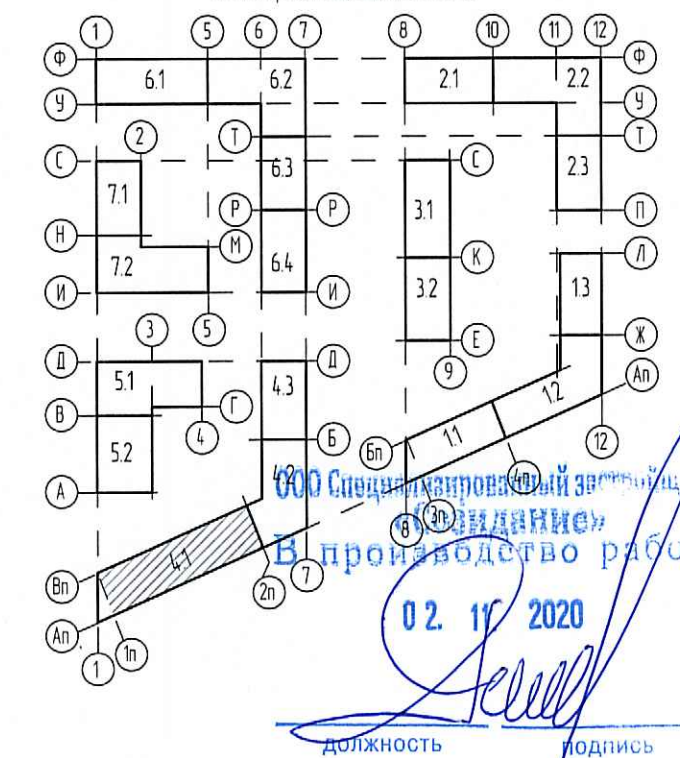 1 5 6 7 8 10 11 12
Ф 6.1 6.2 2.1 2.2 Ф
У У
2 Т Т
С 6.3 С 2.3
7.1 Р Р 3.1 П
Н М К Л
7.2 6.4 3.2 1.3
И И
3 5 Е Ж
Д Д 9
5.1 4.3 Ап
В Г 1.2
4 Бп 1.1 12
5.2 Б
А 4.2 4п
ООО Специализированный
8 3п
«Созидание»
7
В производство
4.1 2п
Вп
02. 11. 2020
Ап
1 1п
должность подпись